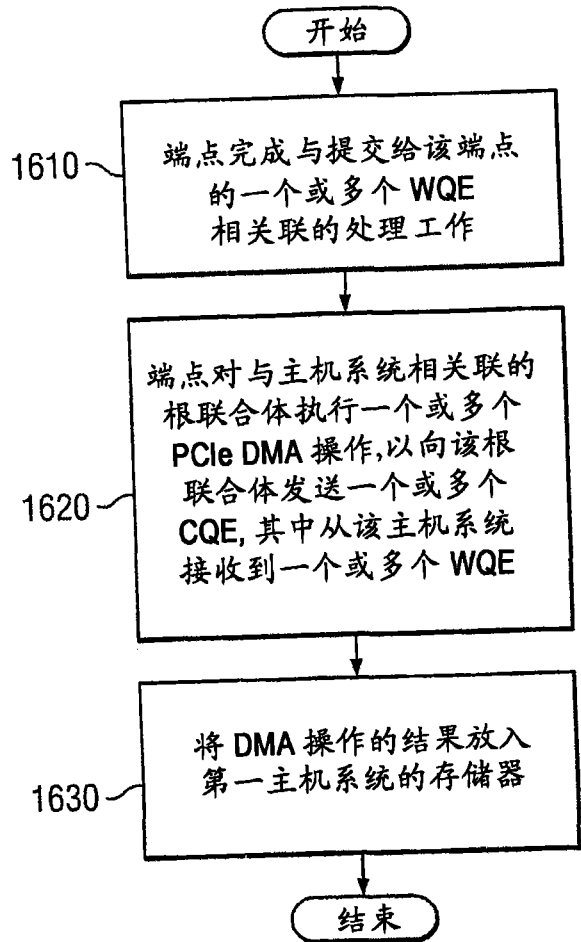 开始
1610
端点完成与提交给该端点
的一个或多个 WQE
相关联的处理工作
1620
端点对与主机系统相关联的
根联合体执行一个或多个
PCIe DMA 操作,以向该根
联合体发送一个或多个
CQE, 其中从该主机系统
接收到一个或多个 WQE
1630
将 DMA 操作的结果放入
第一主机系统的存储器
结束